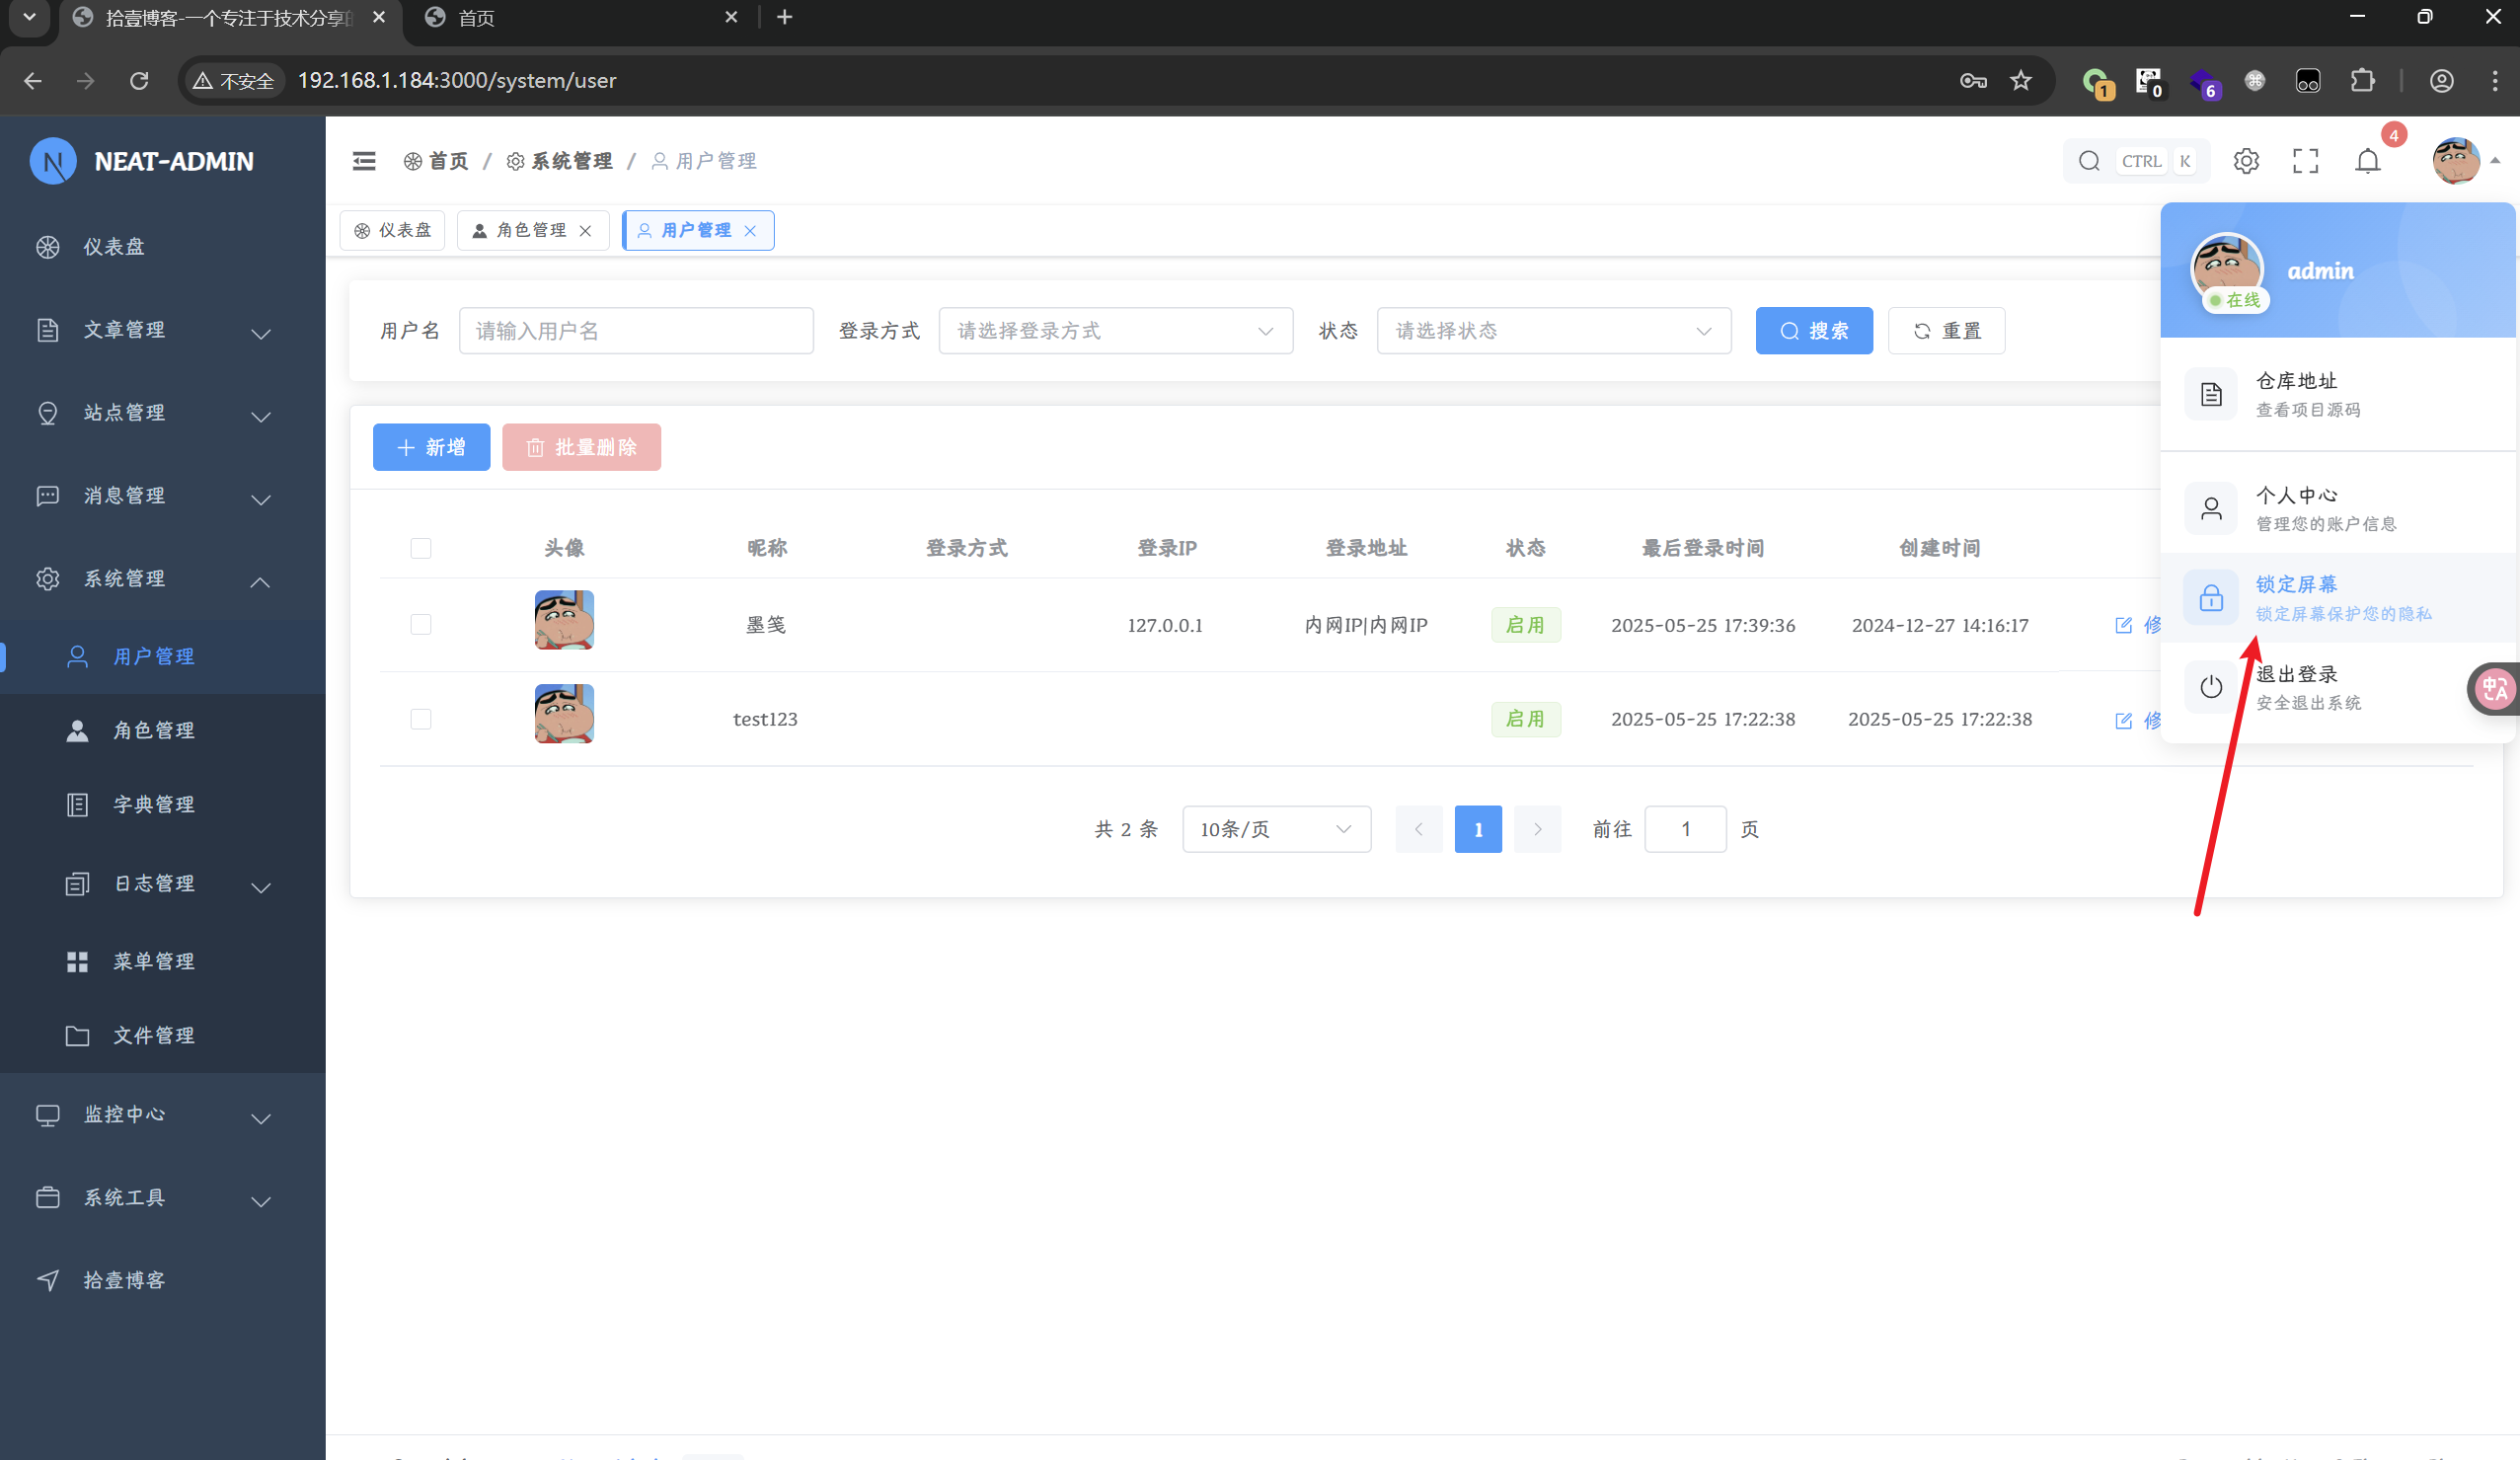 拾壹博客-一个专注于技术分享
首页
不安全
192.168.1.184:3000/system/user
1
0
6
NEAT-ADMIN
首页 / 系统管理 / 用户管理
CTRL K
4
仪表盘
角色管理
用户管理
admin
在线
仓库地址
查看项目源码
个人中心
管理您的账户信息
锁定屏幕
锁定屏幕保护您的隐私
退出登录
安全退出系统
仪表盘
文章管理
站点管理
消息管理
系统管理
用户管理
角色管理
字典管理
日志管理
菜单管理
文件管理
监控中心
系统工具
拾壹博客
用户名 请输入用户名 登录方式 请选择登录方式 状态 请选择状态 搜索 重置
新增 批量删除
头像 昵称 登录方式 登录IP 登录地址 状态 最后登录时间 创建时间
墨笺 127.0.0.1 内网IP|内网IP 启用 2025-05-25 17:39:36 2024-12-27 14:16:17 修
test123 启用 2025-05-25 17:22:38 2025-05-25 17:22:38 修
共 2 条 10条/页 1 前往 1 页
中A